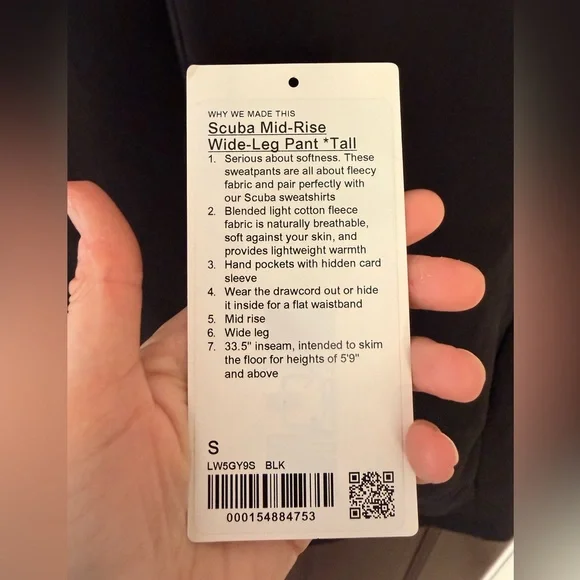 WHY WE MADE THIS
Scuba Mid-Rise
Wide-Leg Pant *Tall
1. Serious about softness. These
sweatpants are all about fleecy
fabric and pair perfectly with
our Scuba sweatshirts
2. Blended light cotton fleece
fabric is naturally breathable,
soft against your skin, and
provides lightweight warmth
3. Hand pockets with hidden card
sleeve
4. Wear the drawcord out or hide
it inside for a flat waistband
5. Mid rise
6. Wide leg
7. 33.5" inseam, intended to skim
the floor for heights of 5'9"
and above
S
LW5GY9S BLK
000154884753